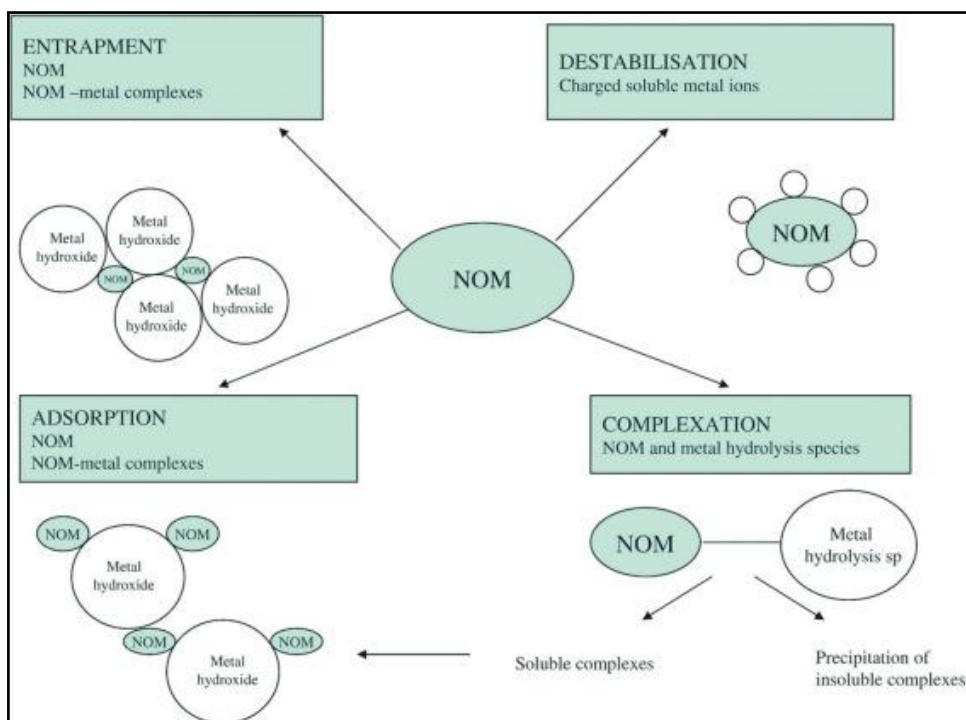 ENTRAPMENT
NOM
NOM –metal complexes
DESTABILISATION
Charged soluble metal ions
Metal
hydroxide
Metal
hydroxide
NOM
NOM
Metal
hydroxide
Metal
hydroxide
NOM
NOM
ADSORPTION
NOM
NOM-metal complexes
COMPLEXATION
NOM and metal hydrolysis species
NOM
NOM
Metal
hydroxide
NOM
NOM
Metal
hydroxide
NOM
Metal
hydrolysis sp
Soluble complexes
Precipitation of
insoluble complexes